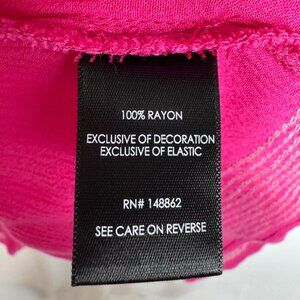 100% RAYON
EXCLUSIVE OF DECORATION
EXCLUSIVE OF ELASTIC
RN# 148862
SEE CARE ON REVERSE